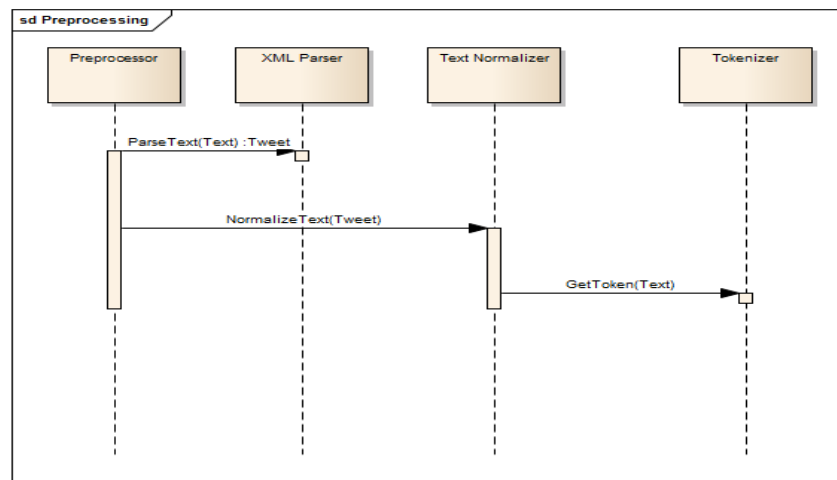 sd Preprocessing
Preprocessor
XML Parser
Text Normalizer
Tokenizer
ParseText(Text) :Tweet
NormalizeText(Tweet)
GetToken(Text)